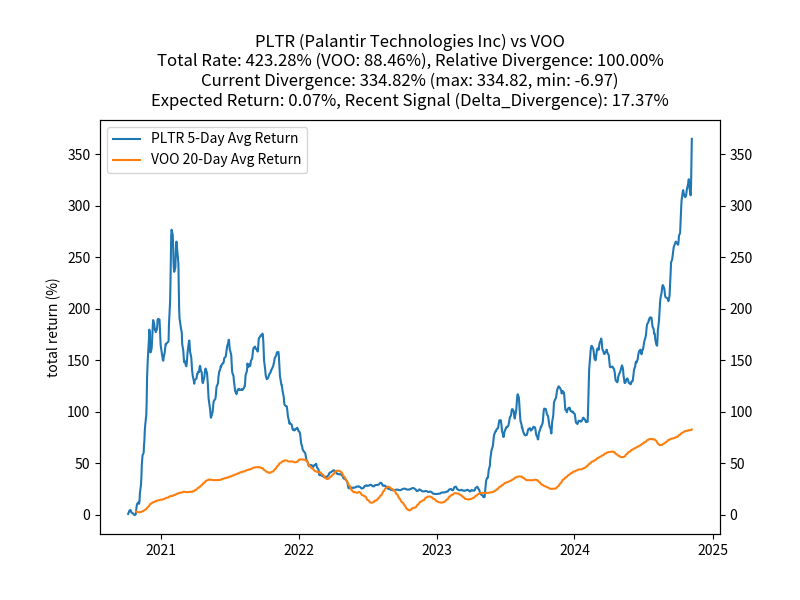 PLTR (Palantir Technologies Inc) vs VOO
Total Rate: 423.28% (VOO: 88.46%), Relative Divergence: 100.00%
Current Divergence: 334.82% (max: 334.82, min: -6.97)
Expected Return: 0.07%, Recent Signal (Delta_Divergence): 17.37%
PLTR 5-Day Avg Return
VOO 20-Day Avg Return
350 350
300 300
250 250
200 200
150 150
100 100
50 50
0 0
total return (%)
2021 2022 2023 2024 2025